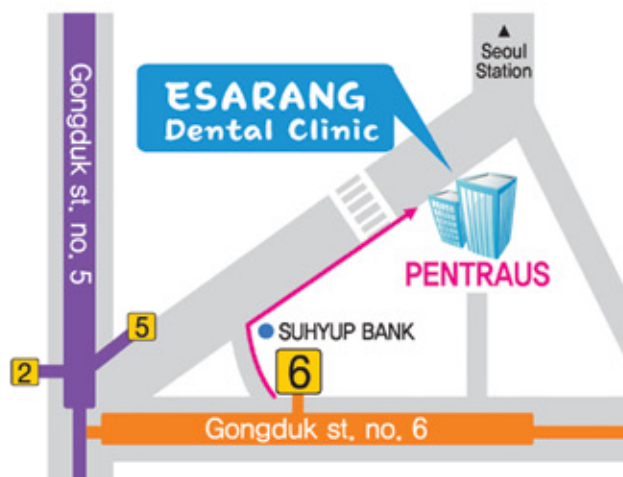 ▲
Seoul
Station
ESARANG
Dental Clinic
Gongduk st. no. 5
PENTRAUS
5
SUHYUP BANK
2
6
Gongduk st. no. 6